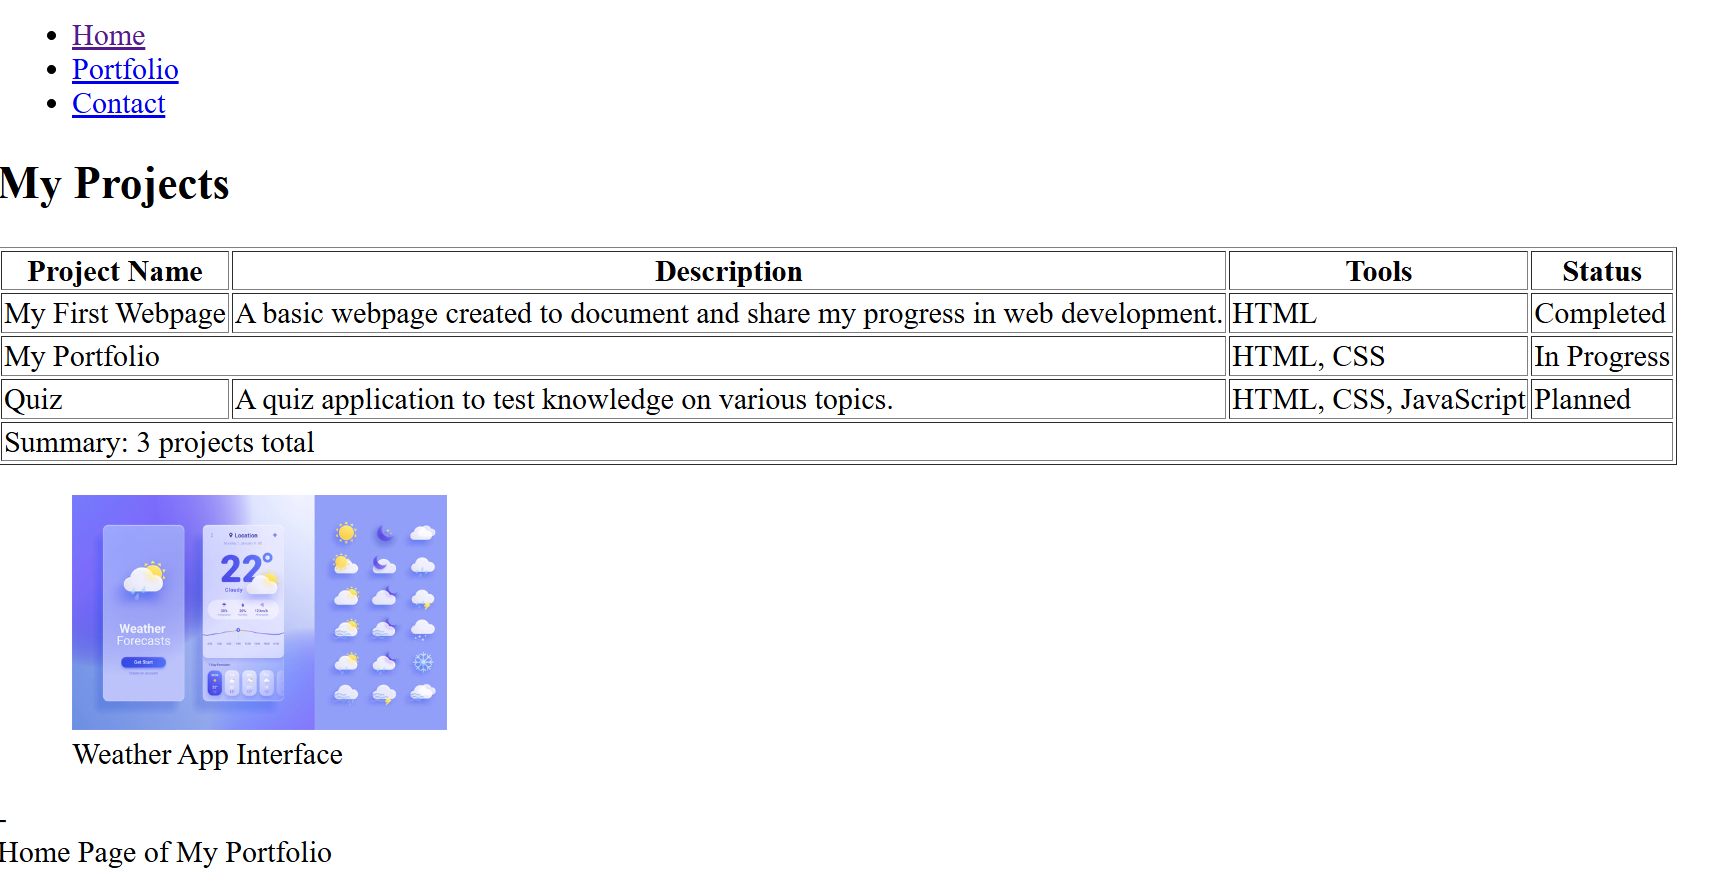 Home
Portfolio
Contact
My Projects
Project Name Description Tools Status
My First Webpage A basic webpage created to document and share my progress in web development. HTML Completed
My Portfolio HTML, CSS In Progress
Quiz A quiz application to test knowledge on various topics. HTML, CSS, JavaScript Planned
Summary: 3 projects total
Location
22°
Cloudy
Weather
Forecasts
Get Start
Weather App Interface
-
Home Page of My Portfolio